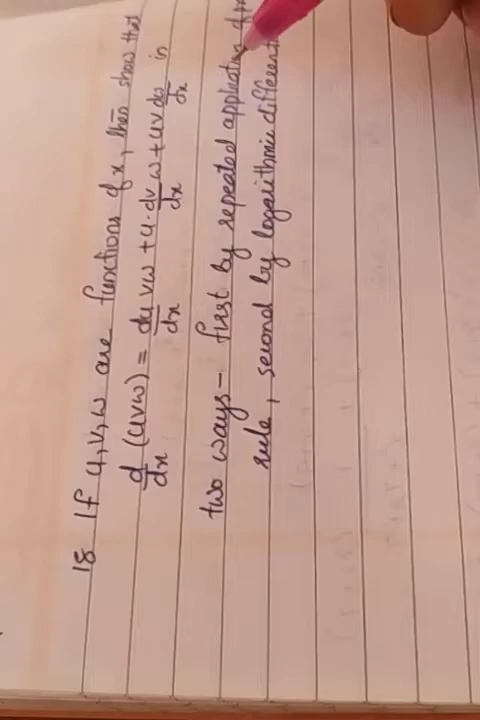 18 If u,v,w are functions of x, then show that
d/dx (uvw) = du/dx vw + u. dv/dx w + uv dw/dx in
two ways- first by repeated application of
rule, second by logarithmic